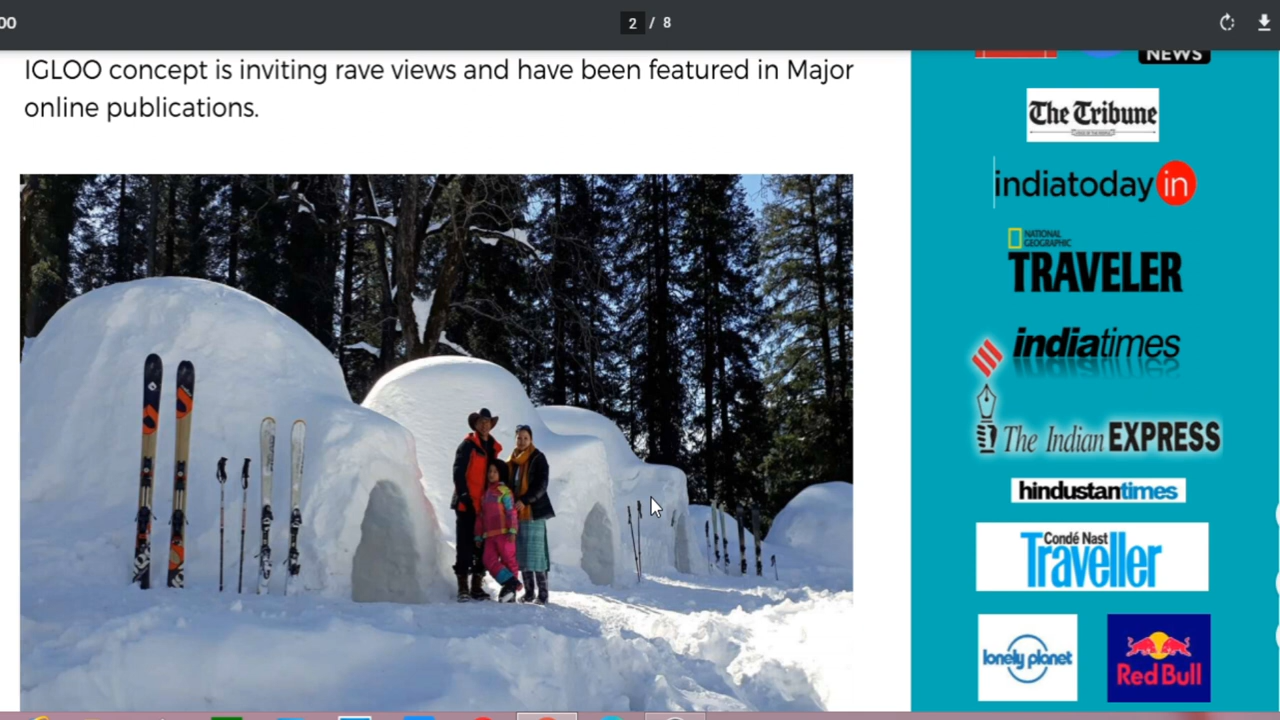 00
2 / 8
IGLOO concept is inviting rave views and have been featured in Major
online publications.
NEWS
The Tribune
indiatoday in
NATIONAL
GEOGRAPHIC
TRAVELER
indiatimes
The Indian EXPRESS
hindustantimes
Condé Nast
Traveller
lonely planet
Red Bull